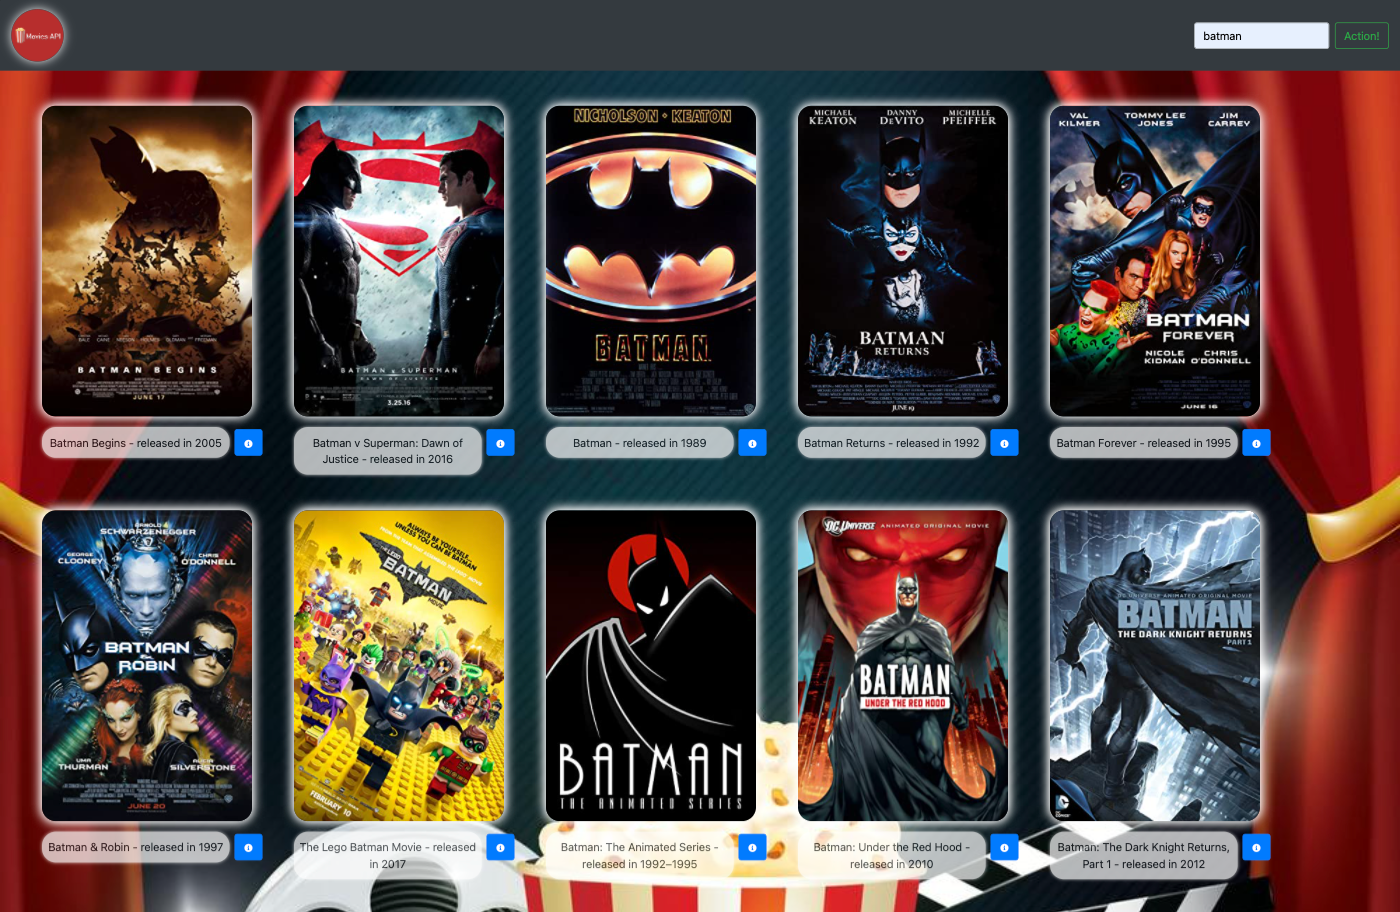 Movies API
batman
Action!
BATMAN BEGINS
JUNE 17
BATMAN v SUPERMAN
DAWN OF JUSTICE
3.25.16
NICHOLSON • KEATON
BATMAN
MICHAEL KEATON
DANNY DeVITO
MICHELLE PFEIFFER
BATMAN
RETURNS
JUNE 19
VAL KILMER
TOMMY LEE JONES
JIM CARREY
BATMAN
FOREVER
NICOLE KIDMAN
CHRIS O'DONNELL
JUNE 16
Batman Begins - released in 2005
Batman v Superman: Dawn of
Justice - released in 2016
Batman - released in 1989
Batman Returns - released in 1992
Batman Forever - released in 1995
ARNOLD SCHWARZENEGGER
GEORGE CLOONEY
CHRIS O'DONNELL
BATMAN
&
ROBIN
UMA THURMAN
ALICIA SILVERSTONE
JUNE 20
ALWAYS BE YOURSELF...
UNLESS YOU CAN BE BATMAN
THE LEGO
BATMAN
MOVIE
FEBRUARY 10
BATMAN
THE ANIMATED SERIES
DC UNIVERSE ANIMATED ORIGINAL MOVIE
BATMAN
UNDER THE RED HOOD
DC UNIVERSE ANIMATED ORIGINAL MOVIE
BATMAN
THE DARK KNIGHT RETURNS
PART 1
Batman & Robin - released in 1997
The Lego Batman Movie - released
in 2017
Batman: The Animated Series -
released in 1992–1995
Batman: Under the Red Hood -
released in 2010
Batman: The Dark Knight Returns,
Part 1 - released in 2012